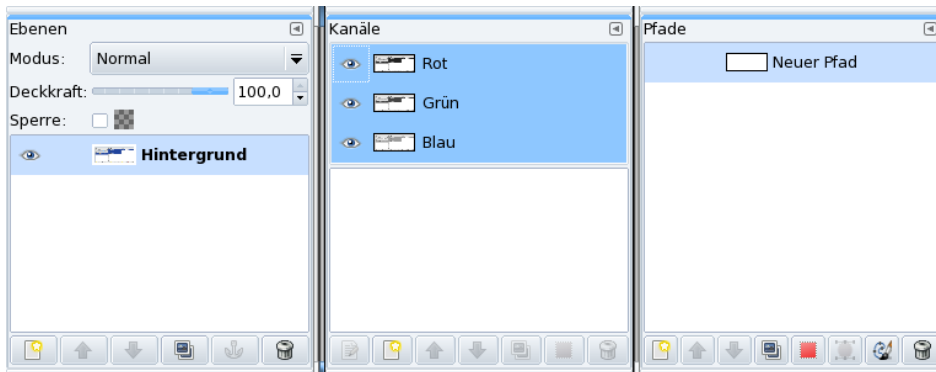 Ebenen
Modus: Normal
Deckkraft: 100,0
Sperre:
Hintergrund
Kanäle
Rot
Grün
Blau
Pfade
Neuer Pfad